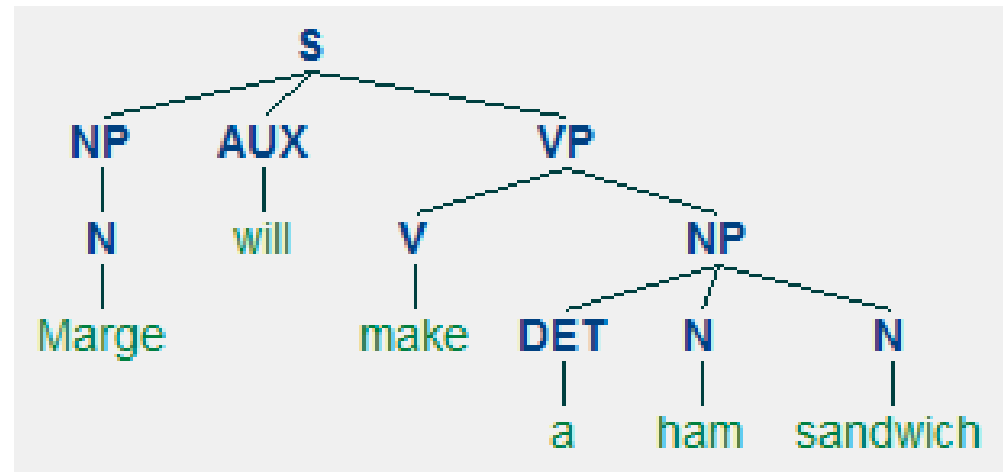 S
NP AUX VP
N will V NP
Marge make DET N N
a ham sandwich